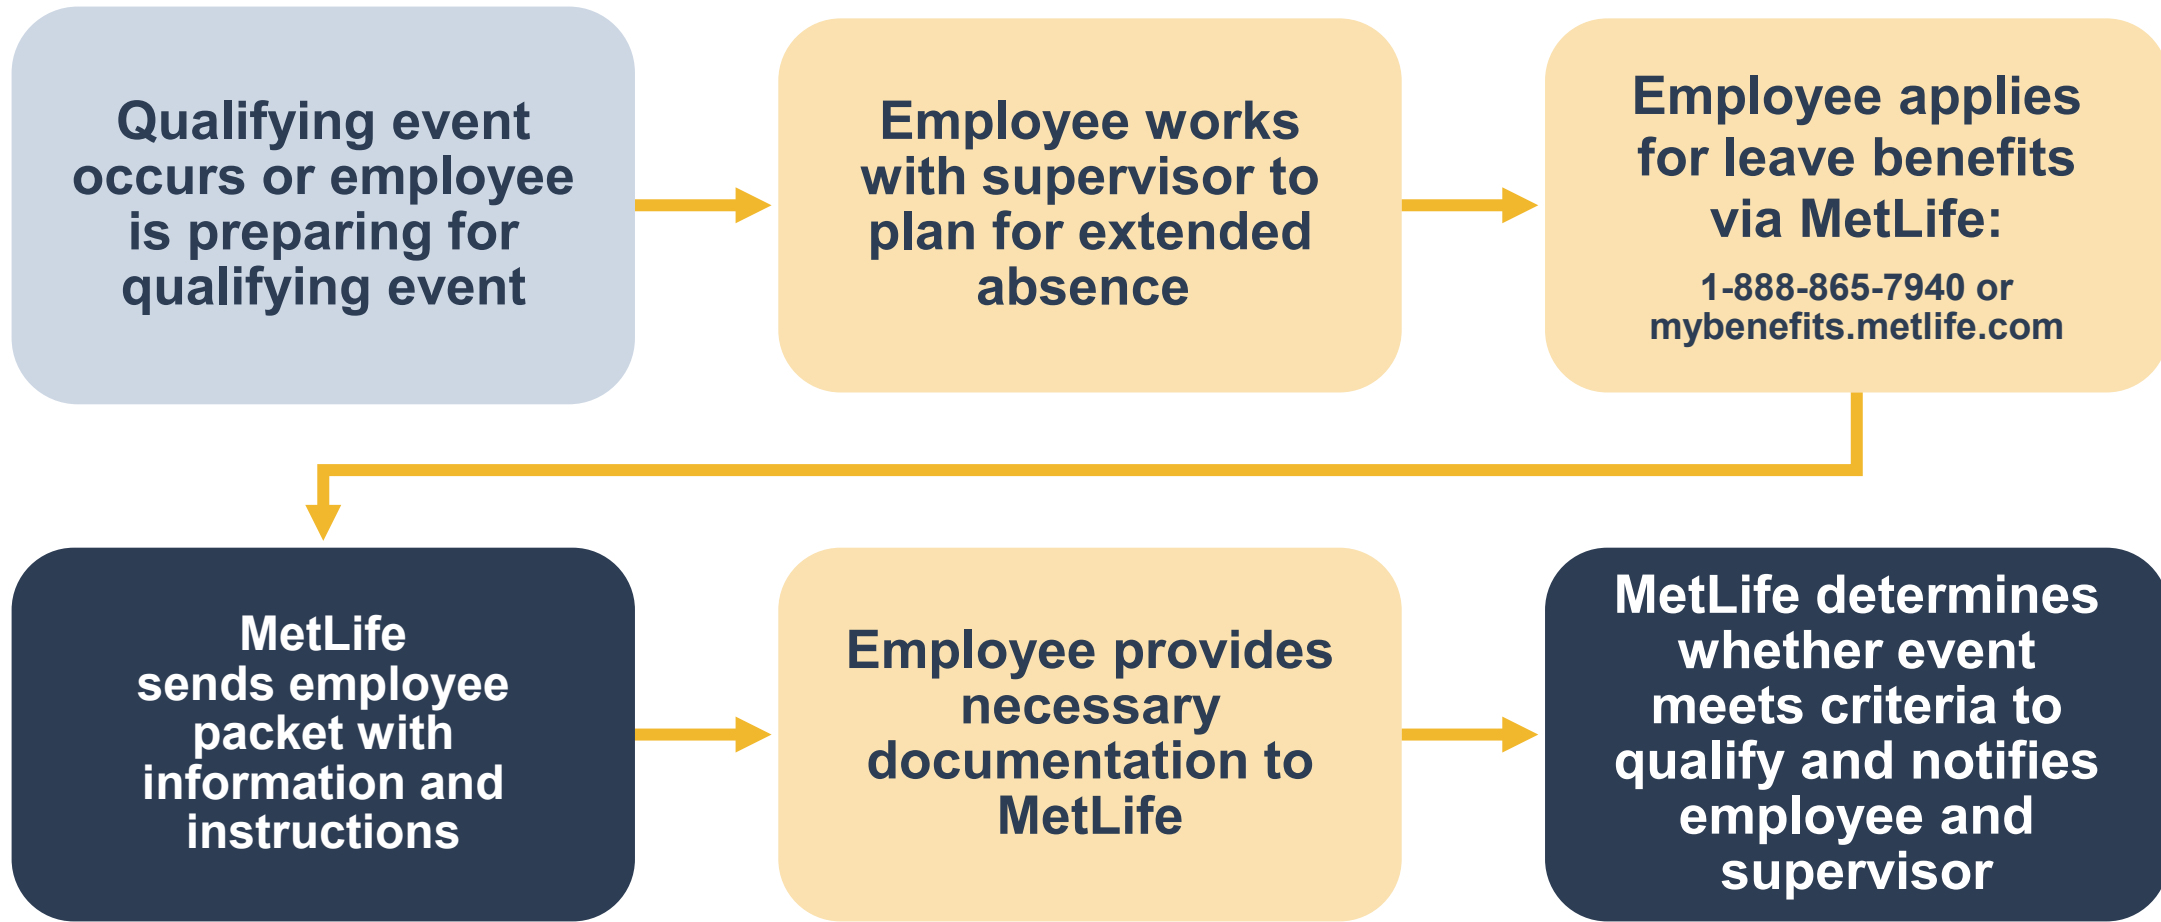 Qualifying event
occurs or employee
is preparing for
qualifying event
Employee works
with supervisor to
plan for extended
absence
Employee applies
for leave benefits
via MetLife:
1-888-865-7940 or
mybenefits.metlife.com
MetLife
sends employee
packet with
information and
instructions
Employee provides
necessary
documentation to
MetLife
MetLife determines
whether event
meets criteria to
qualify and notifies
employee and
supervisor